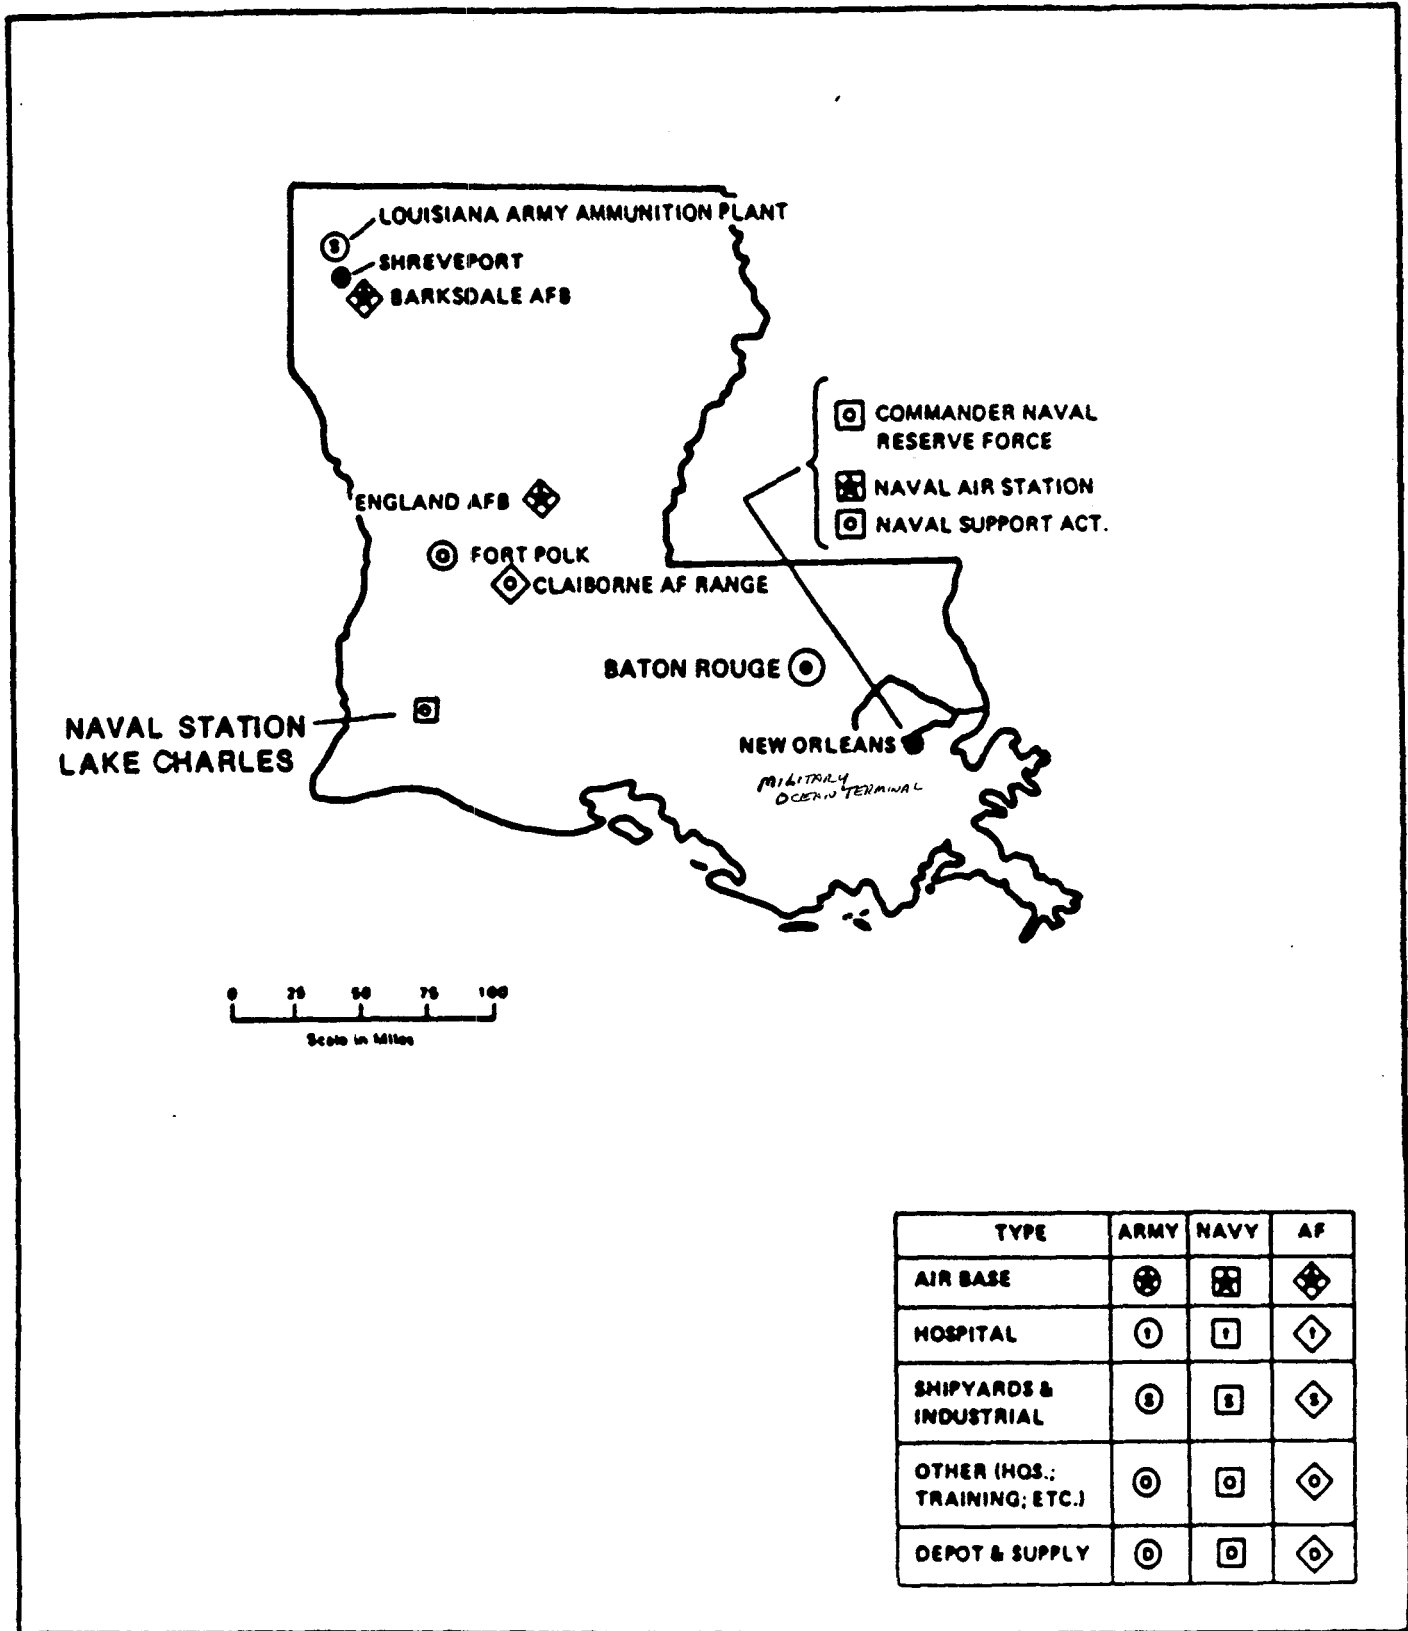 LOUISIANA ARMY AMMUNITION PLANT
SHREVEPORT
BARKSDALE AFB
COMMANDER NAVAL
RESERVE FORCE
NAVAL AIR STATION
NAVAL SUPPORT ACT.
ENGLAND AFB
FORT POLK
CLAIBORNE AF RANGE
BATON ROUGE
NAVAL STATION
LAKE CHARLES
NEW ORLEANS
MILITARY
OCEAN TERMINAL
0 25 50 75 100
Scale in Miles
TYPE ARMY NAVY AF
AIR BASE
HOSPITAL
SHIPYARDS &
INDUSTRIAL
S S S
OTHER (HQS.;
TRAINING; ETC.)
O O O
DEPOT & SUPPLY D D D